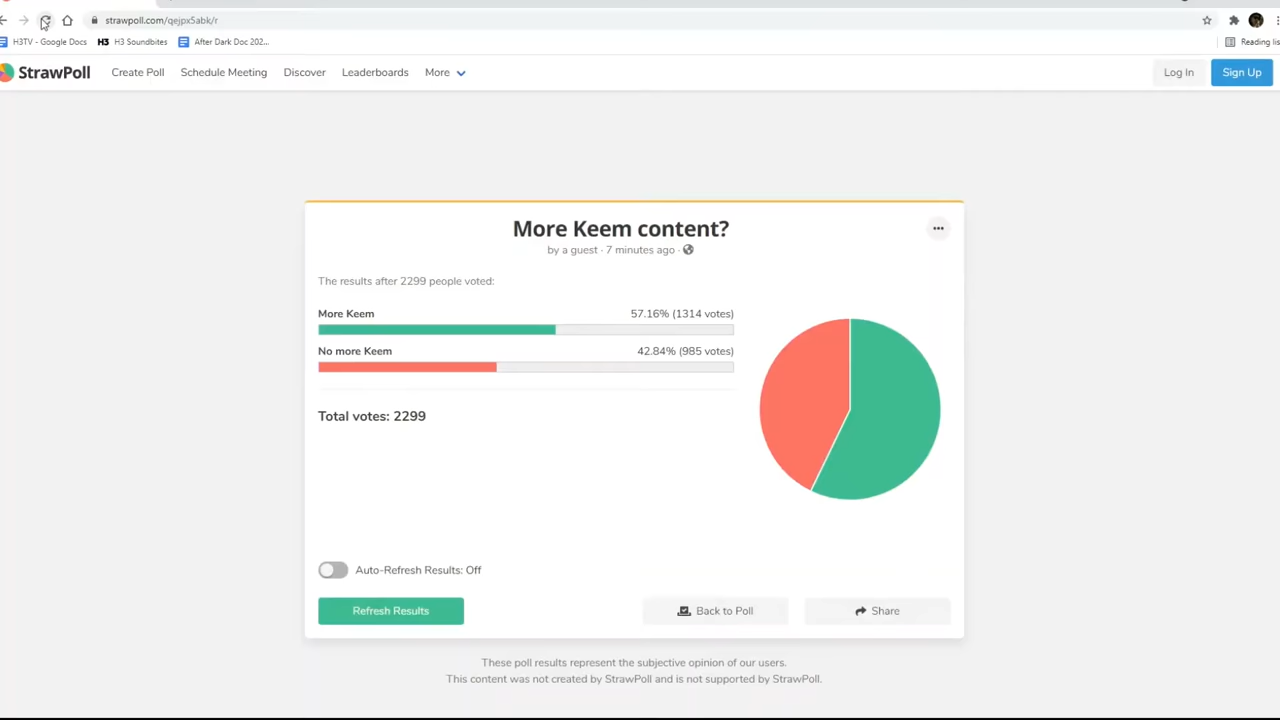 strawpoll.com/qejpx5abk/r
H3TV - Google Docs H3 H3 Soundbites After Dark Doc 202... Reading lis
StrawPoll Create Poll Schedule Meeting Discover Leaderboards More Log In Sign Up
More Keem content?
by a guest · 7 minutes ago ·
The results after 2299 people voted:
More Keem 57.16% (1314 votes)
No more Keem 42.84% (985 votes)
Total votes: 2299
Auto-Refresh Results: Off
Refresh Results Back to Poll Share
These poll results represent the subjective opinion of our users.
This content was not created by StrawPoll and is not supported by StrawPoll.